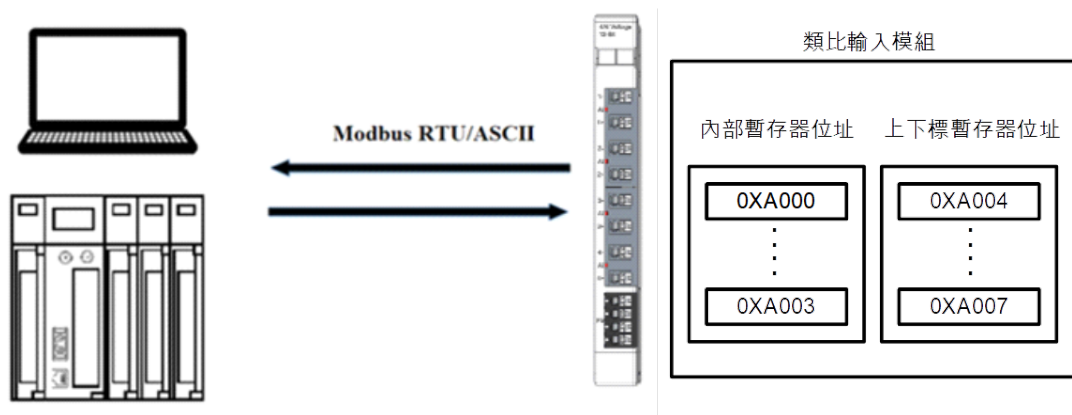 類比輸入模組
Modbus RTU/ASCII
內部暫存器位址
上下標暫存器位址
0XA000
0XA004
0XA003
0XA007